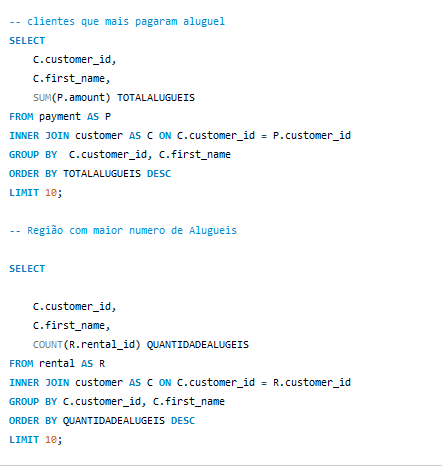 -- clientes que mais pagaram aluguel
SELECT
C.customer_id,
C.first_name,
SUM(P.amount) TOTALALUGUEIS
FROM payment AS P
INNER JOIN customer AS C ON C.customer_id = P.customer_id
GROUP BY  C.customer_id, C.first_name
ORDER BY TOTALALUGUEIS DESC
LIMIT 10;
-- Região com maior numero de Alugueis
SELECT
C.customer_id,
C.first_name,
COUNT(R.rental_id) QUANTIDADEALUGEIS
FROM rental AS R
INNER JOIN customer AS C ON C.customer_id = R.customer_id
GROUP BY C.customer_id, C.first_name
ORDER BY QUANTIDADEALUGEIS DESC
LIMIT 10;